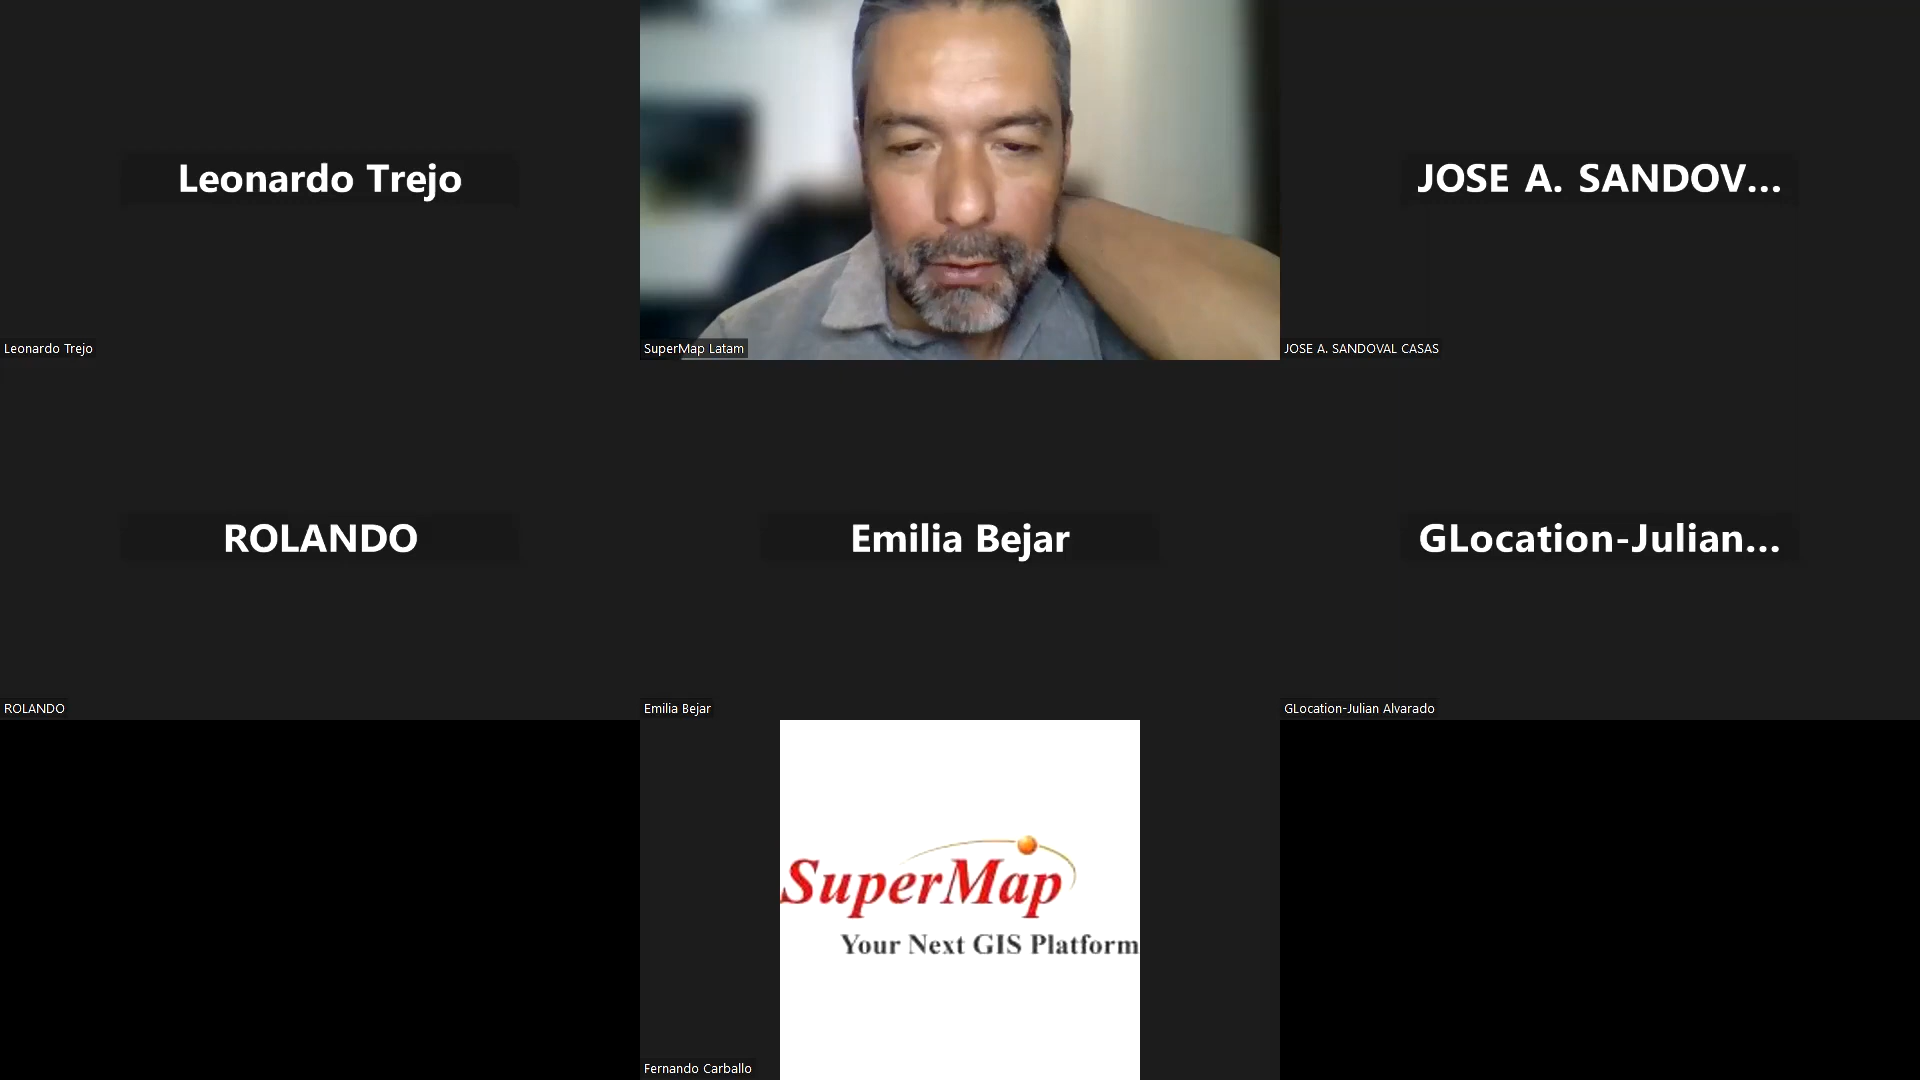 Leonardo Trejo
JOSE A. SANDOV...
Leonardo Trejo
SuperMap Latam
JOSE A. SANDOVAL CASAS
ROLANDO
Emilia Bejar
GLocation-Julian...
ROLANDO
Emilia Bejar
GLocation-Julian Alvarado
SuperMap
Your Next GIS Platform
Fernando Carballo